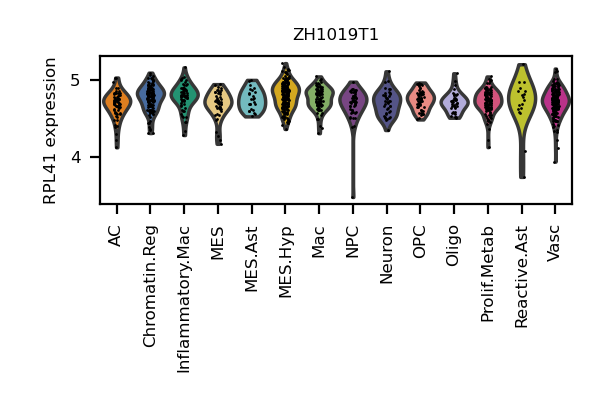 ZH1019T1
RPL41 expression
5
4
AC
Chromatin.Reg
Inflammatory.Mac
MES
MES.Ast
MES.Hyp
Mac
NPC
Neuron
OPC
Oligo
Prolif.Metab
Reactive.Ast
Vasc